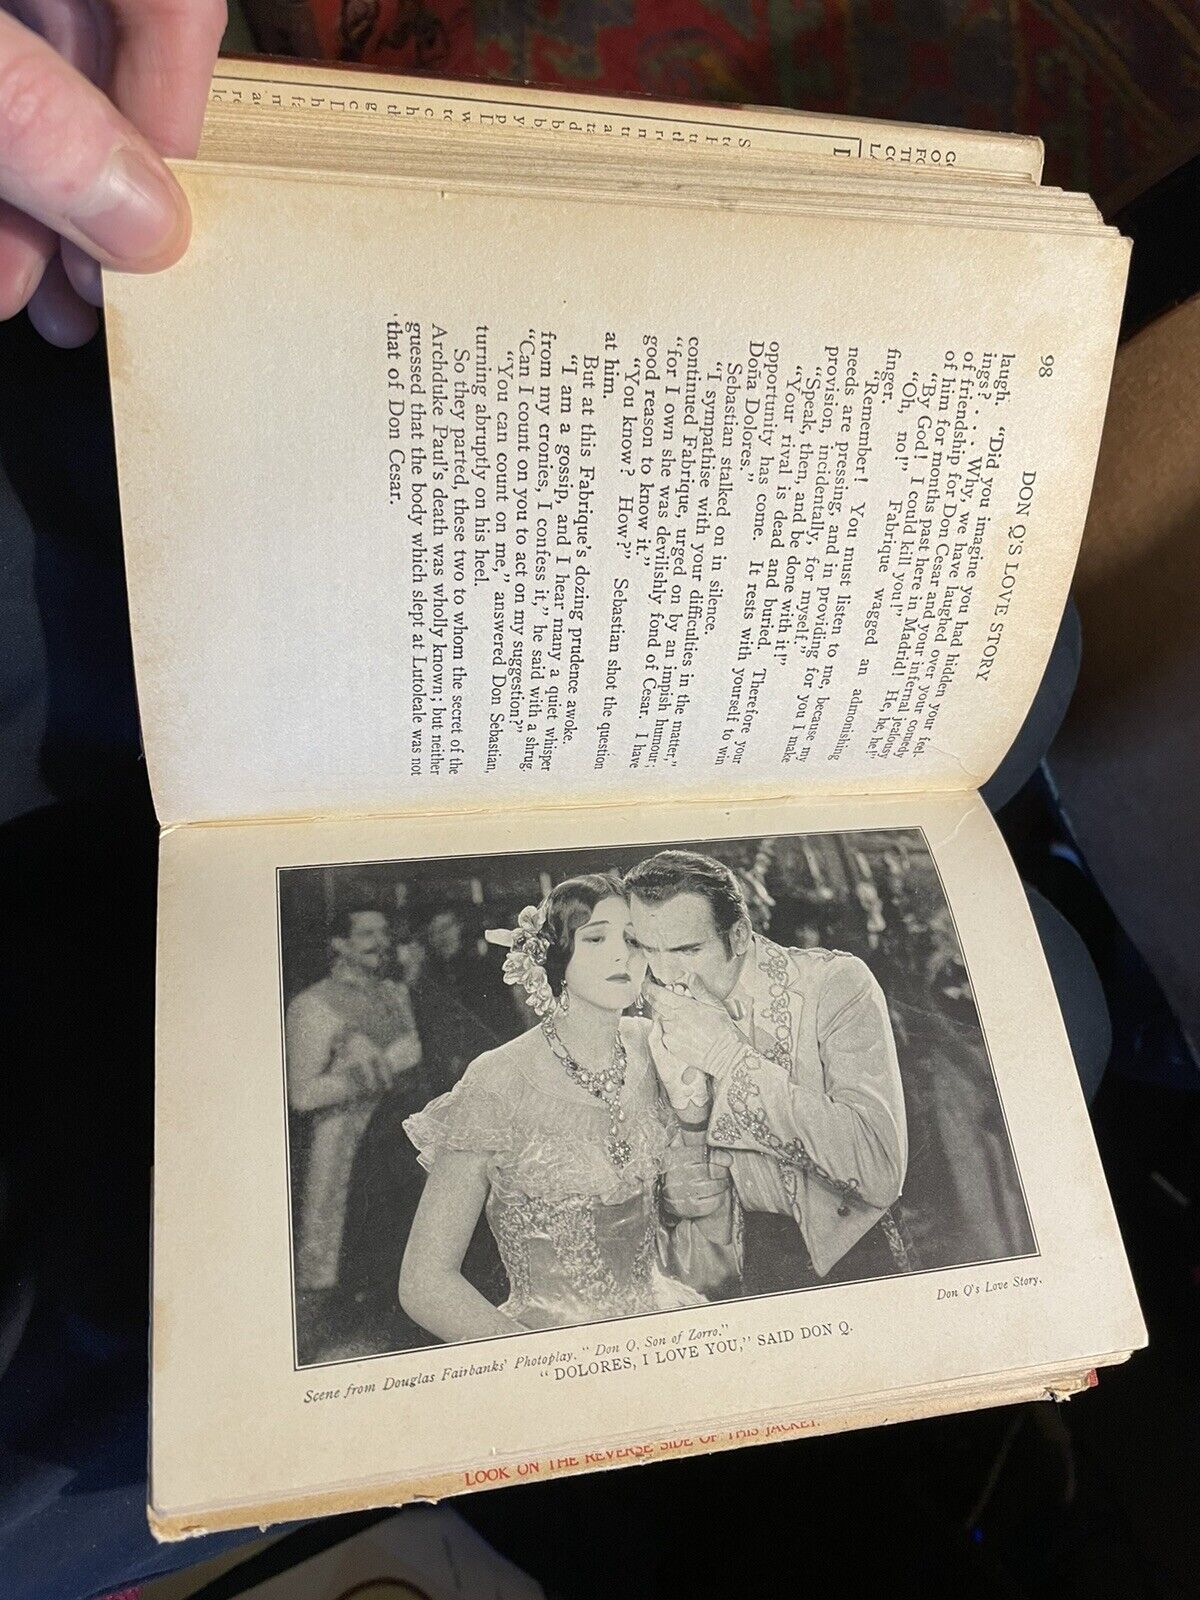 98
DON Q'S LOVE STORY
laugh. "Did you imagine you had hidden your feel-
ings? . . . Why, we have laughed over your comedy
of friendship for Don Cesar and your infernal jealousy
of him for months past here in Madrid! He, he, he!"
"By God! I could kill you!"
"Oh, no!" Fabrique wagged an admonishing
finger.
"Remember! You must listen to me, because my
needs are pressing, and in providing for you I make
provision, incidentally, for myself."
"Speak, then, and be done with it!"
"Your rival is dead and buried. Therefore your
opportunity has come. It rests with yourself to win
Doña Dolores."
Sebastian stalked on in silence.
"I sympathise with your difficulties in the matter,"
continued Fabrique, urged on by an impish humour;
"for I own she was devilishly fond of Cesar. I have
good reason to know it."
"You know? How?" Sebastian shot the question
at him.
But at this Fabrique's dozing prudence awoke.
"I am a gossip, and I hear many a quiet whisper
from my cronies, I confess it," he said with a shrug.
"Can I count on you to act on my suggestion?"
"You can count on me," answered Don Sebastian,
turning abruptly on his heel.
So they parted, these two to whom the secret of the
Archduke Paul's death was wholly known; but neither
guessed that the body which slept at Lutoleale was not
that of Don Cesar.
Don Q's Love Story.
Scene from Douglas Fairbanks' Photoplay. "Don Q, Son of Zorro."
"DOLORES, I LOVE YOU," SAID DON Q.
LOOK ON THE REVERSE SIDE OF THIS JACKET.